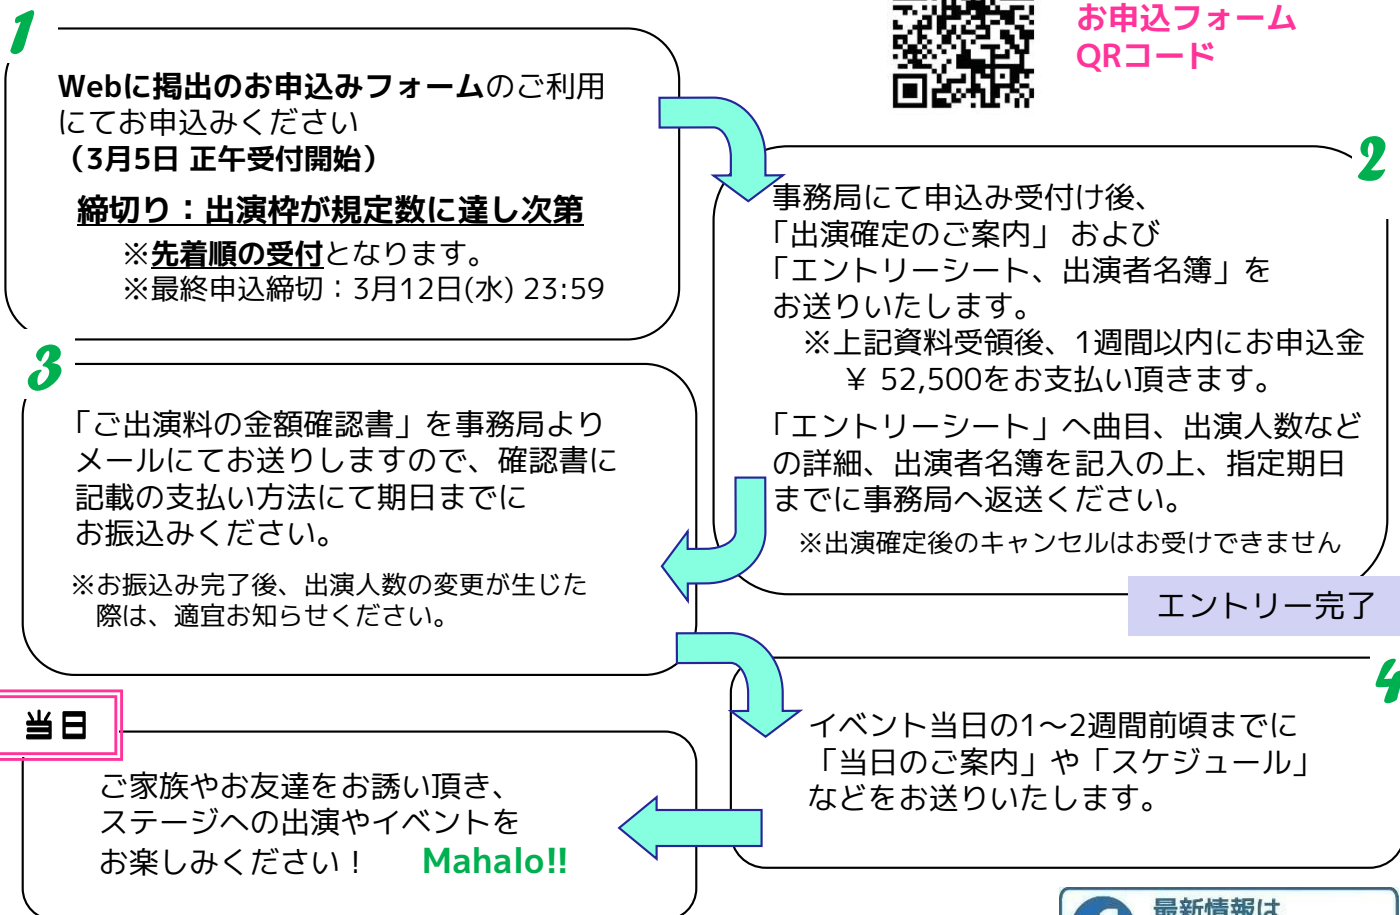 お申込フォーム
QRコード
1
Webに掲出のお申込みフォームのご利用
にてお申込みください
（3月5日 正午受付開始）
締切り：出演枠が規定数に達し次第
※先着順の受付となります。
※最終申込締切：3月12日(水) 23:59
2
事務局にて申込み受付け後、
「出演確定のご案内」 および
「エントリーシート、出演者名簿」を
お送りいたします。
※上記資料受領後、1週間以内にお申込金
￥ 52,500をお支払い頂きます。
「エントリーシート」へ曲目、出演人数など
の詳細、出演者名簿を記入の上、指定期日
までに事務局へ返送ください。
※出演確定後のキャンセルはお受けできません
エントリー完了
3
「ご出演料の金額確認書」を事務局より
メールにてお送りしますので、確認書に
記載の支払い方法にて期日までに
お振込みください。
※お振込み完了後、出演人数の変更が生じた
際は、適宜お知らせください。
4
イベント当日の1～2週間前頃までに
「当日のご案内」や「スケジュール」
などをお送りいたします。
当日
ご家族やお友達をお誘い頂き、
ステージへの出演やイベントを
お楽しみください！ Mahalo!!
最新情報は